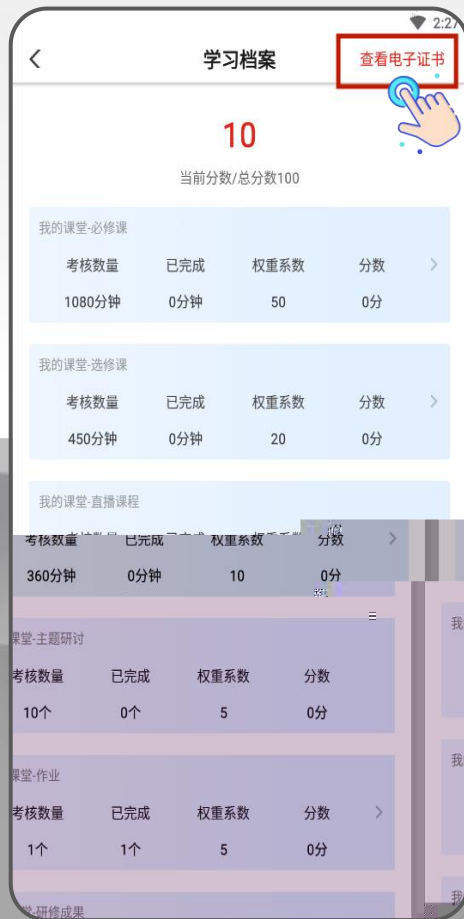 2:27
学习档案
查看电子证书
10
当前分数/总分数100
我的课堂-必修课
考核数量 已完成 权重系数 分数
1080分钟 0分钟 50 0分
我的课堂-选修课
考核数量 已完成 权重系数 分数
450分钟 0分钟 20 0分
我的课堂-直播课程
考核数量 已完成 权重系数 分数
360分钟 0分钟 10 0分
课堂-主题研讨
考核数量 已完成 权重系数 分数
10个 0个 5 0分
课堂-作业
考核数量 已完成 权重系数 分数
1个 1个 5 0分
堂-研修成果
我
我
我